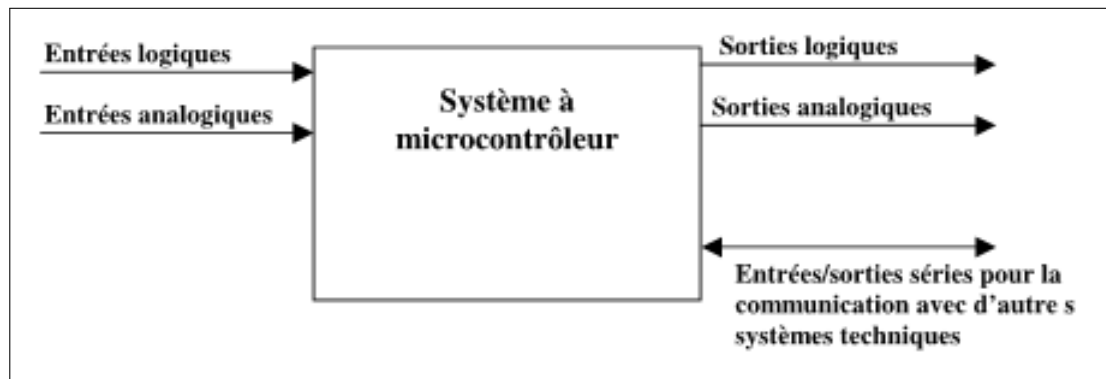 Entrées logiques
Entrées analogiques
Système à
microcontrôleur
Sorties logiques
Sorties analogiques
Entrées/sorties séries pour la
communication avec d'autre s
systèmes techniques